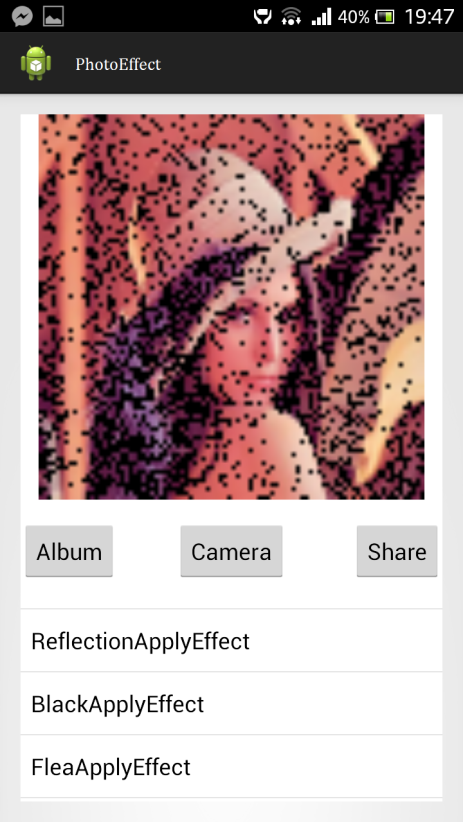 40% 19:47
PhotoEffect
Album Camera Share
ReflectionApplyEffect
BlackApplyEffect
FleaApplyEffect